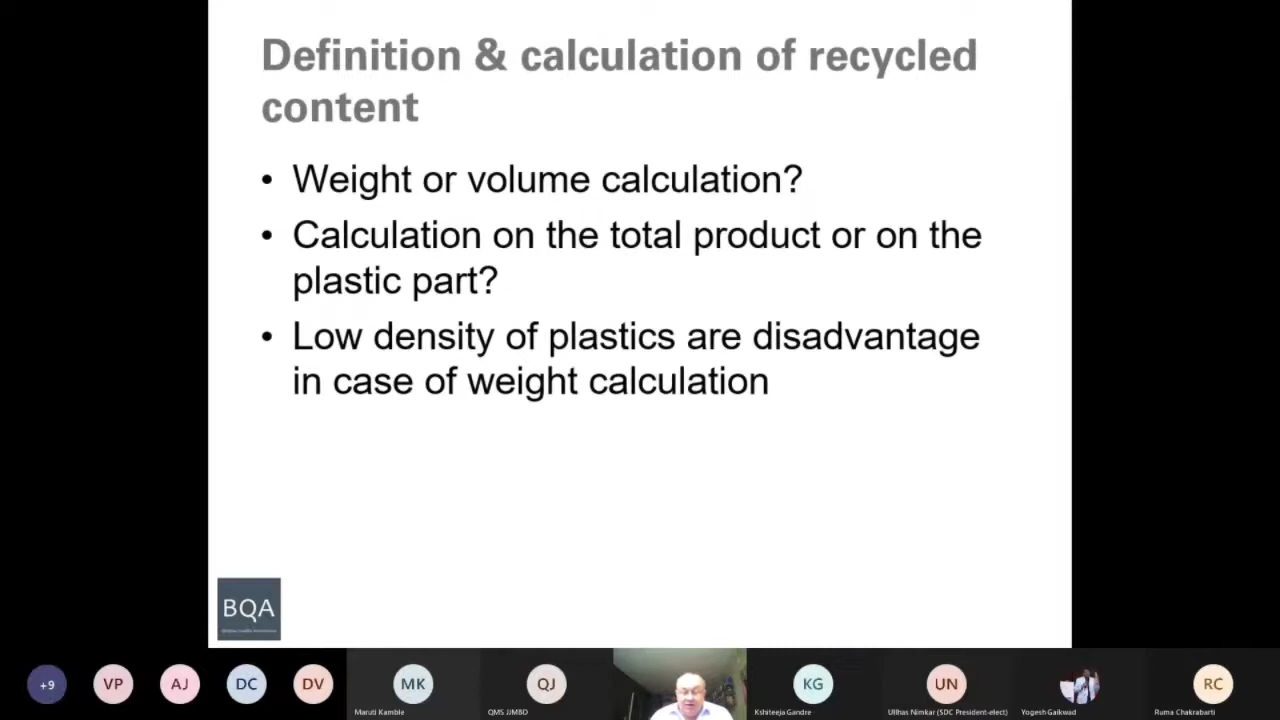 Definition & calculation of recycled
content
• Weight or volume calculation?
• Calculation on the total product or on the
plastic part?
• Low density of plastics are disadvantage
in case of weight calculation
BQA
+9
VP
AJ
DC
DV
MK
QJ
KG
UN
RC
Maruti Kamble
QMS JJMBD
Kshiteeja Gandre
Ullhas Nimkar (SDC President-elect)
Yogesh Gaikwad
Ruma Chakrabarti